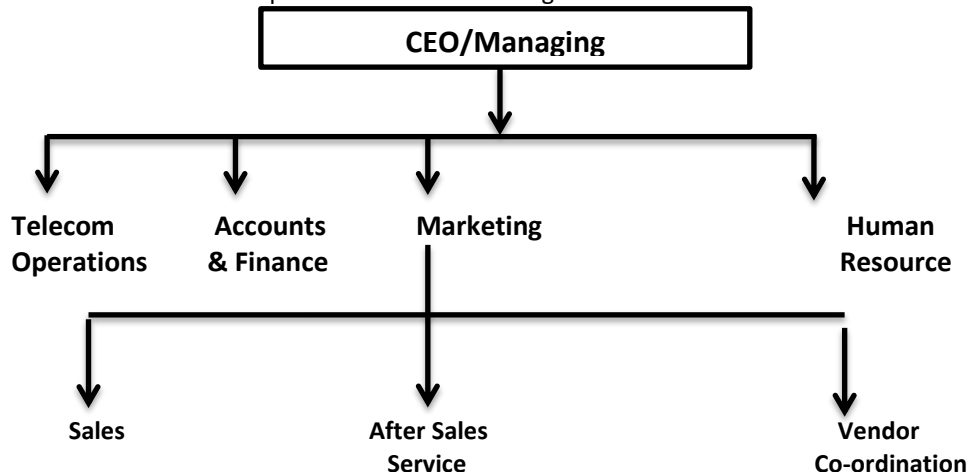 CEO/Managing
Telecom Accounts Marketing Human
Operations & Finance Resource
Sales After Sales Vendor
Service Co-ordination